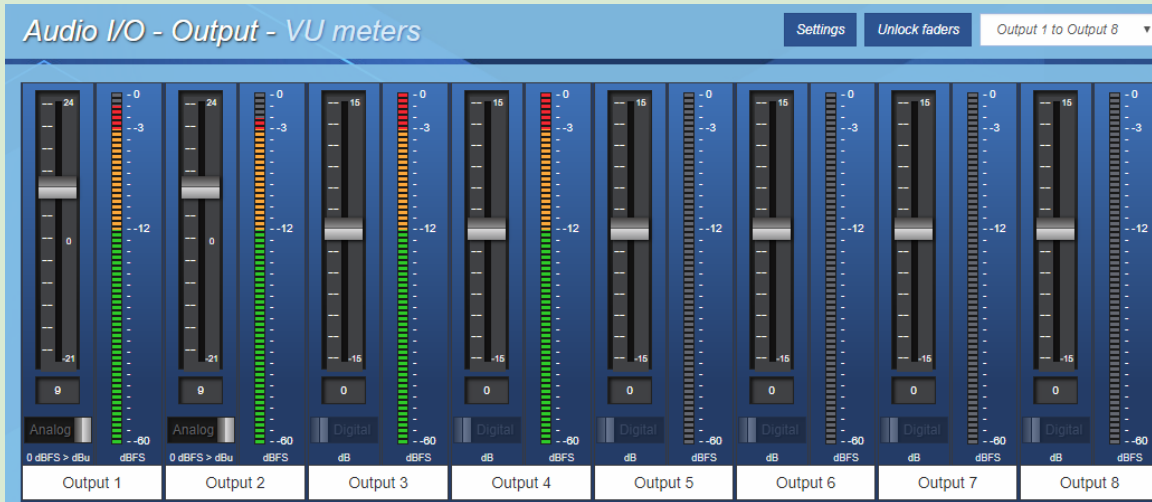 Audio I/O - Output - VU meters
Settings
Unlock faders
Output 1 to Output 8
24
0
-21
9
Analog
0 dBFS > dBu
- 0
--3
--12
--60
dBFS
Output 1
24
0
-21
9
Analog
0 dBFS > dBu
- 0
--3
--12
--60
dBFS
Output 2
15
-15
0
Digital
dB
- 0
--3
--12
--60
dBFS
Output 3
15
-15
0
Digital
dB
- 0
--3
--12
--60
dBFS
Output 4
15
-15
0
Digital
dB
- 0
--3
--12
--60
dBFS
Output 5
15
-15
0
Digital
dB
- 0
--3
--12
--60
dBFS
Output 6
15
-15
0
Digital
dB
- 0
--3
--12
--60
dBFS
Output 7
15
-15
0
Digital
dB
- 0
--3
--12
--60
dBFS
Output 8